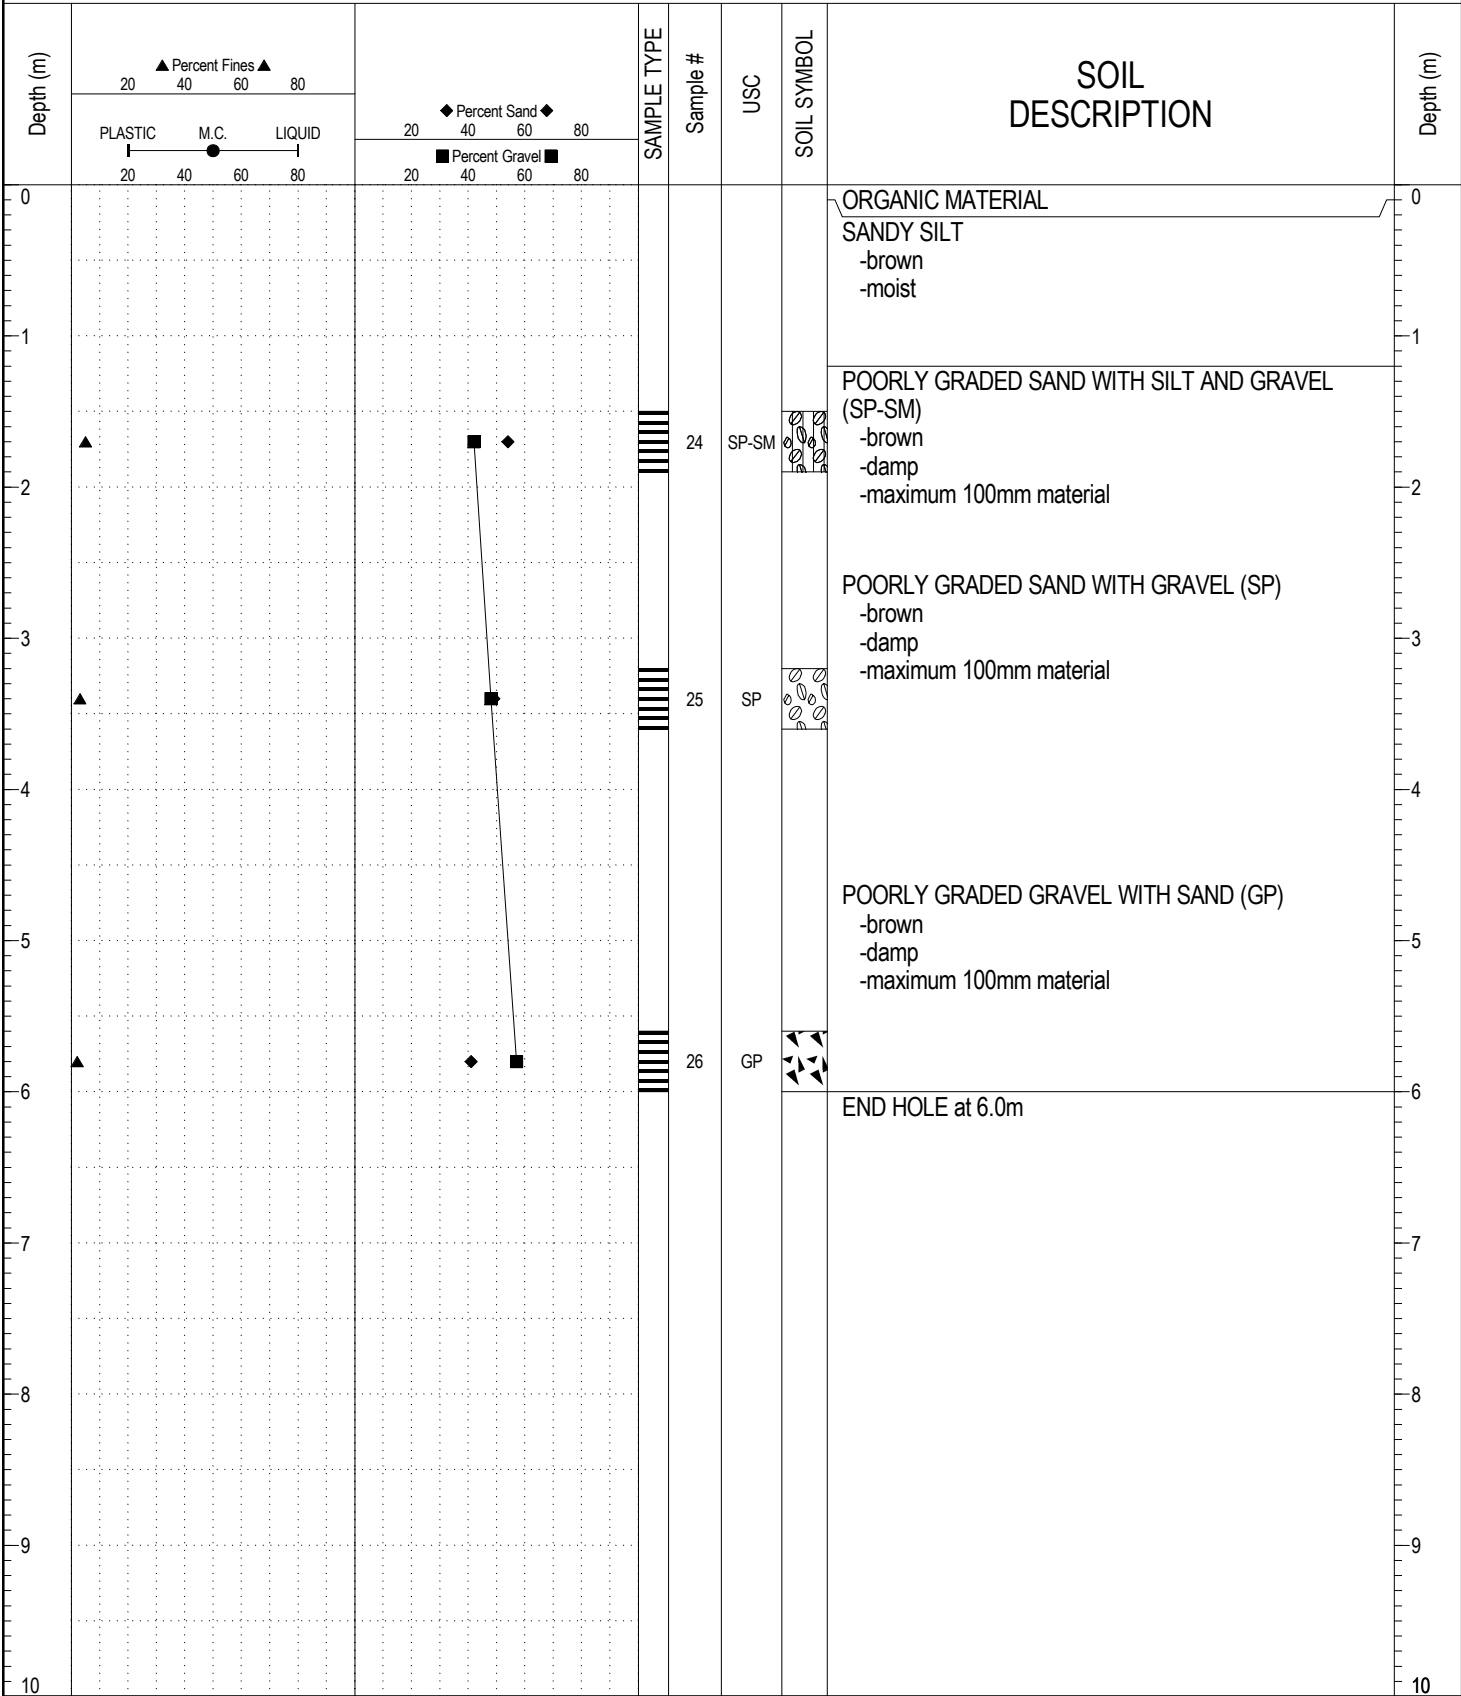 Depth (m)
▲ Percent Fines ▲
20 40 60 80
PLASTIC M.C. LIQUID
20 40 60 80
◆ Percent Sand ◆
20 40 60 80
■ Percent Gravel ■
20 40 60 80
SAMPLE TYPE
Sample #
USC
SOIL SYMBOL
SOIL
DESCRIPTION
Depth (m)
0
ORGANIC MATERIAL
0
SANDY SILT
-brown
-moist
1
1
POORLY GRADED SAND WITH SILT AND GRAVEL
(SP-SM)
24 SP-SM
-brown
-damp
-maximum 100mm material
2
2
POORLY GRADED SAND WITH GRAVEL (SP)
-brown
-damp
-maximum 100mm material
3
3
25 SP
4
4
POORLY GRADED GRAVEL WITH SAND (GP)
-brown
-damp
-maximum 100mm material
5
5
26 GP
6
6
END HOLE at 6.0m
7
7
8
8
9
9
10
10